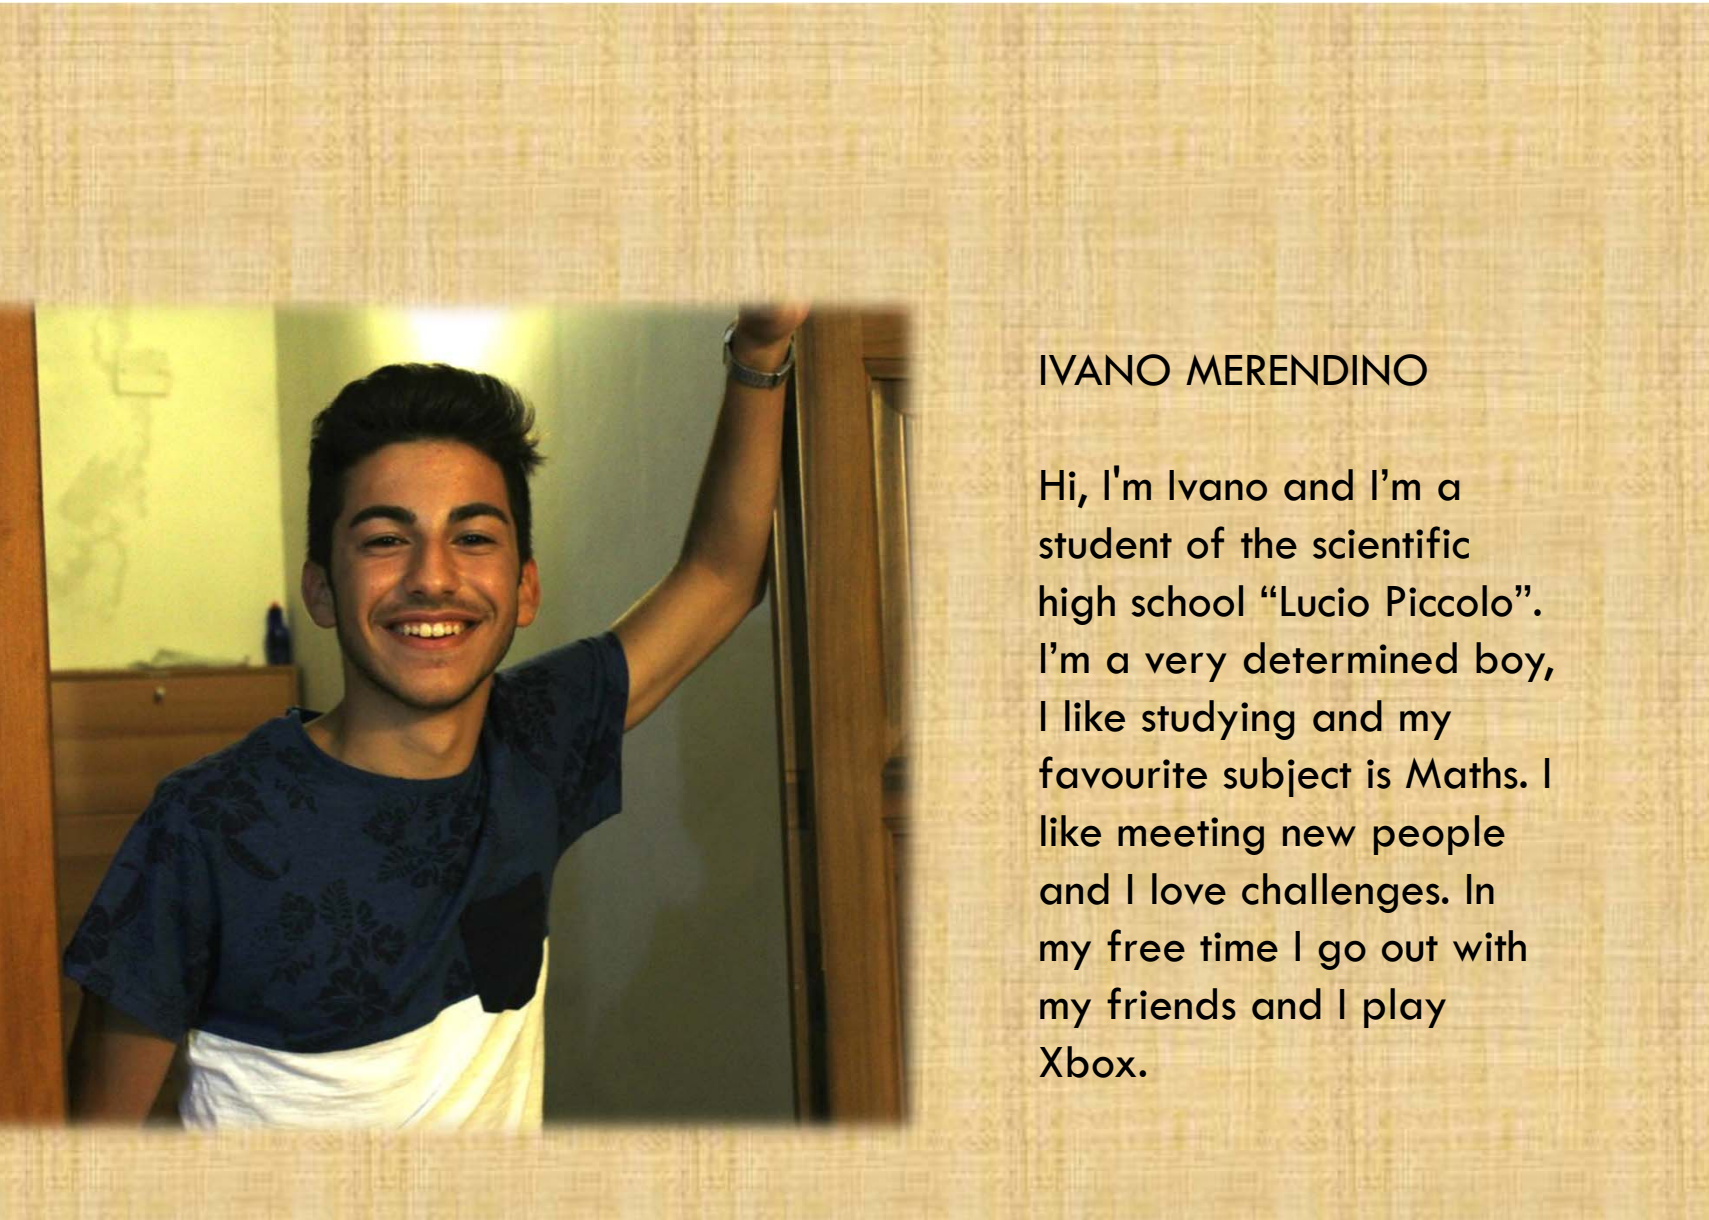 IVANO MERENDINO
Hi, I'm Ivano and I’m a
student of the scientific
high school “Lucio Piccolo”.
I’m a very determined boy,
I like studying and my
favourite subject is Maths. I
like meeting new people
and I love challenges. In
my free time I go out with
my friends and I play
Xbox.